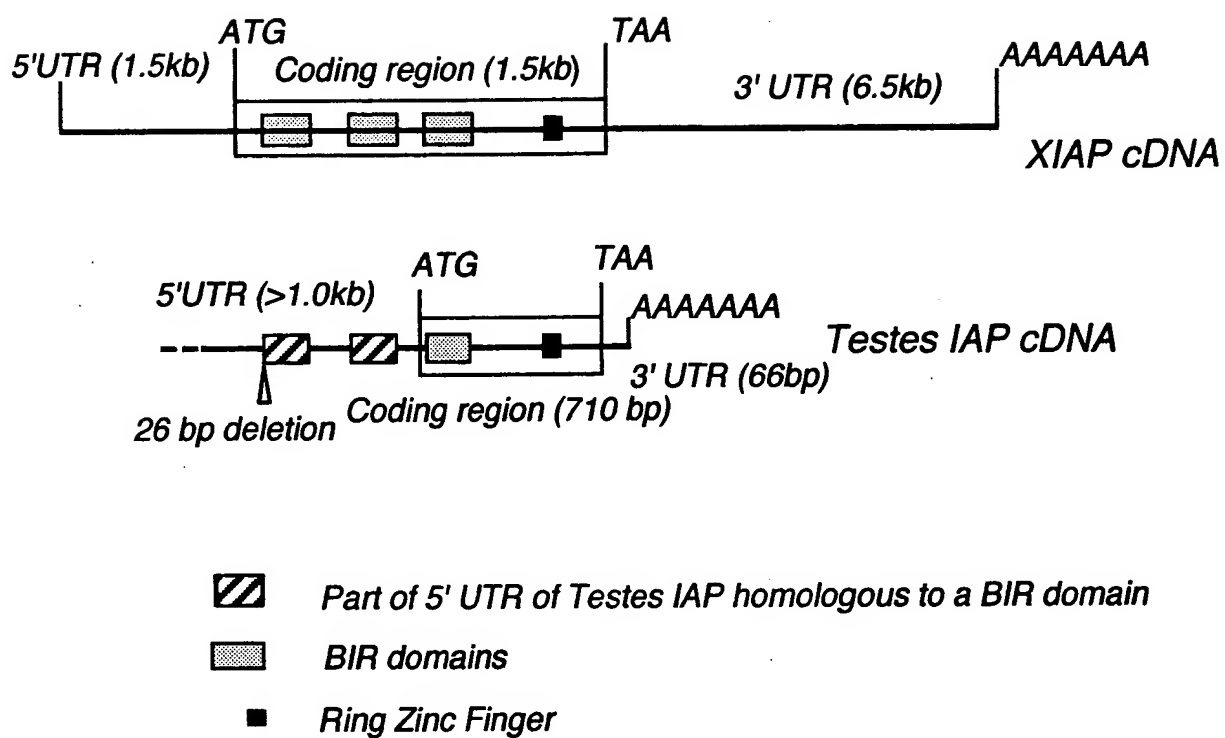 ATG
TAA
5'UTR (1.5kb)
Coding region (1.5kb)
3' UTR (6.5kb)
AAAAAAA
XIAP cDNA
ATG
TAA
5'UTR (>1.0kb)
AAAAAAA
Testes IAP cDNA
3' UTR (66bp)
26 bp deletion
Coding region (710 bp)
Part of 5' UTR of Testes IAP homologous to a BIR domain
BIR domains
Ring Zinc Finger